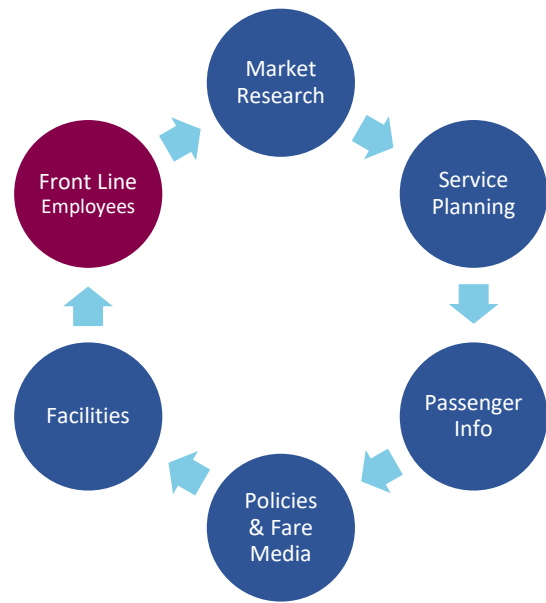 Market
Research
Service
Planning
Passenger
Info
Policies
& Fare
Media
Facilities
Front Line
Employees